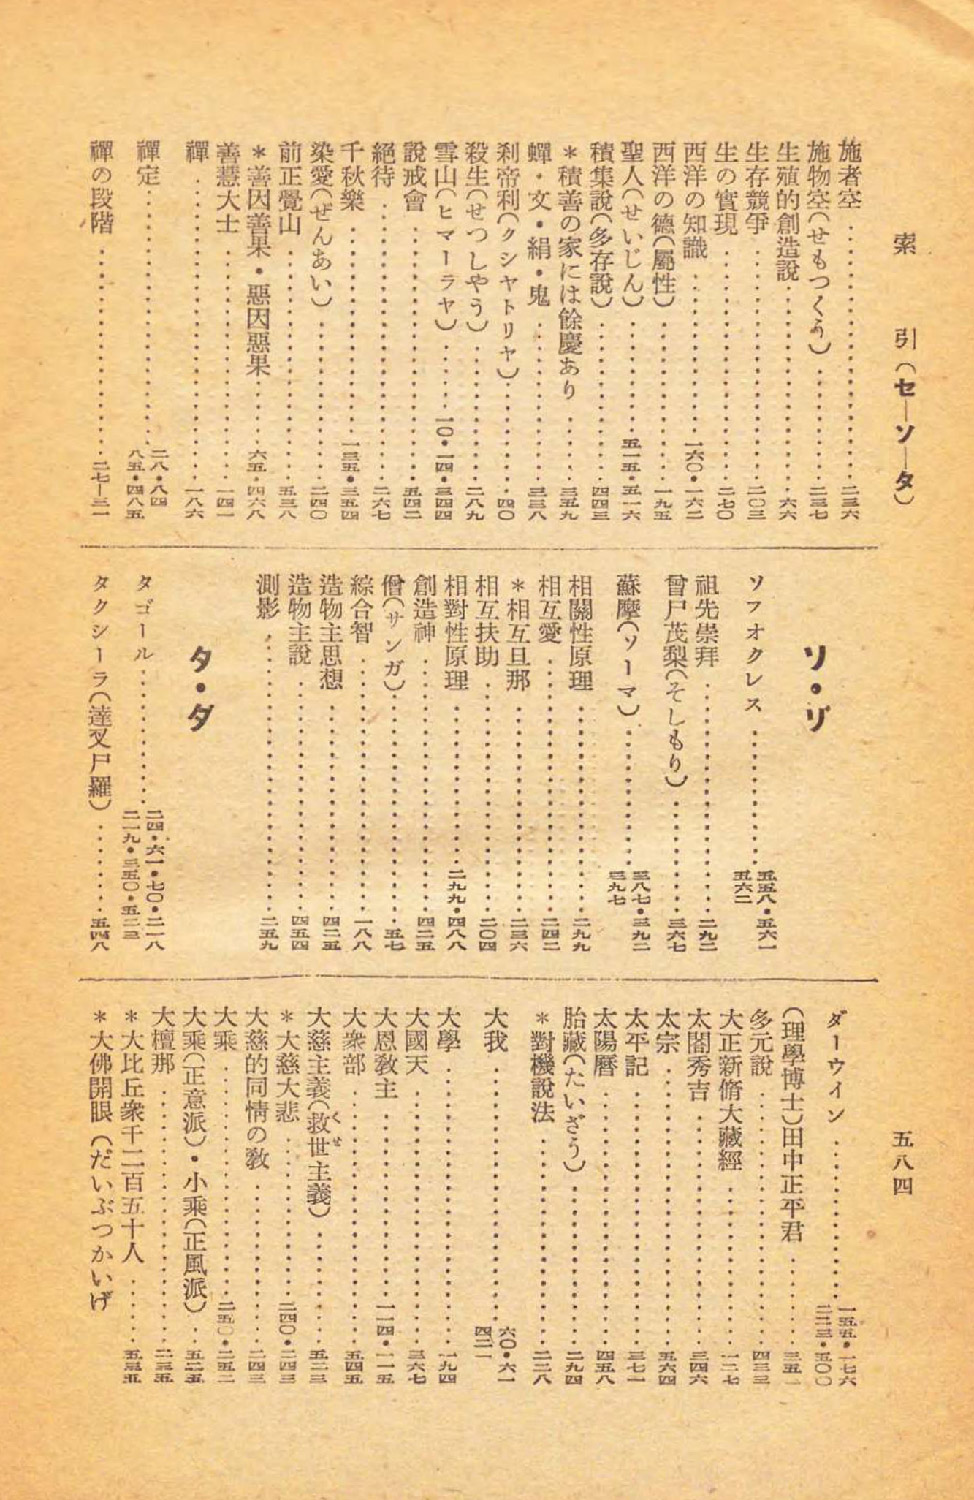 索引(セ—ソ—タ)
五八四
施者空……二三六
施物空(せもつくう)……二三七
生殖的創造説……六六
生存競爭……二〇三
生の實現……二七〇
西洋の知識……一六〇・一六二
西洋の德(屬性)……一九五
聖人(せいじん)……五一五・五一六
積集說(多存說)……四四三
*積善の家には餘慶あり……三五九
蟬・文・絹・鬼……三三八
刹帝利(クシヤトリヤ)……四〇
殺生(せつしやう)……二八九
雪山(ヒマーラヤ)……一〇・一四・三四四
說戒會……五四二
絕待……二六七
千秋樂……一三五・三五四
染愛(ぜんあい)……二四〇
前正覺山……五三八
*善因善果・惡因惡果……六五・四六八
善慧大士……一四一
禪……一八六
禪定……二八・八四
八五・四八五
禪の段階……二七—三一
ソ・ゾ
ソフオクレス……五五八・五六一
五六二
祖先崇拜……二九二
曾尸茂梨(そしもり)……三六七
蘇摩(ソーマ)……三八七・三九二
三九七
相關性原理……二九九
相互愛……二四二
*相互旦那……二三六
相互扶助……二〇四
相對性原理……二九九・四八八
創造神……四二五
僧(サンガ)……五七
綜合智……一八八
造物主思想……四二五
造物主說……四五四
測影……二五九
タ・ダ
タゴール……二四・六一・七〇・二一八
二一九・三五〇・五二三
タクシーラ(達叉尸羅)……五四八
ダーウイン……一五五・一七六
二二三・五〇〇
(理學博士)田中正平君……三五一
多元說……四三三
大正新脩大藏經……一二七
太閤秀吉……三四六
太宗……五六四
太平記……三七一
太陽曆……四五八
胎藏(たいざう)……二九四
*對機說法……二二八
大我……六〇・六一
四二一
大學……一九四
大國天……三六七
大恩教主……一一四・一一五
大衆部……五四五
大慈主義(救世主義)……五二三
くせ
*大慈大悲……二四〇・二四三
大慈的同情の教……二四三
大乘……二五〇・二五二
大乘(正意派)・小乘(正風派)……五二五
大檀那……二三五
*大比丘衆千二百五十人……五三五
*大佛開眼(だいぶつかいげ